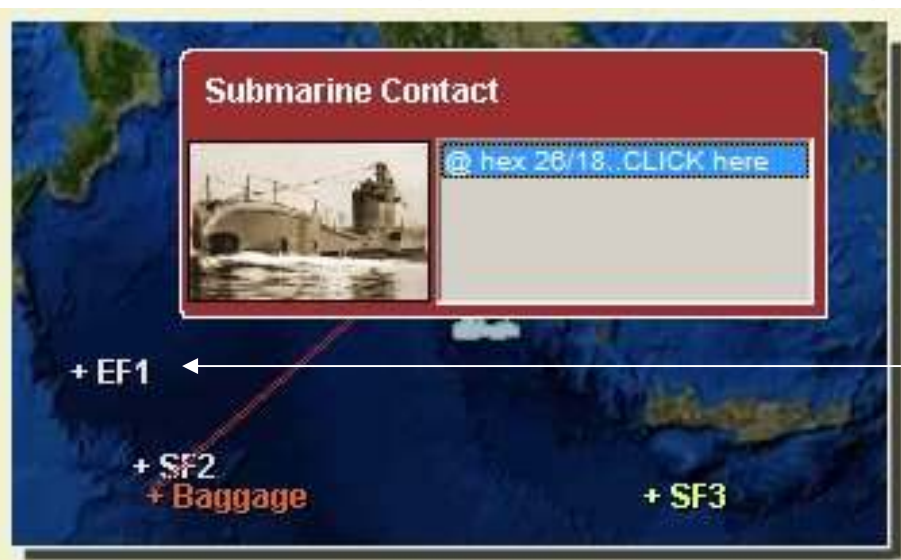 Submarine Contact
@ hex 26/18..CLICK here
+ EF1
+ SF2
+ Baggage
+ SF3